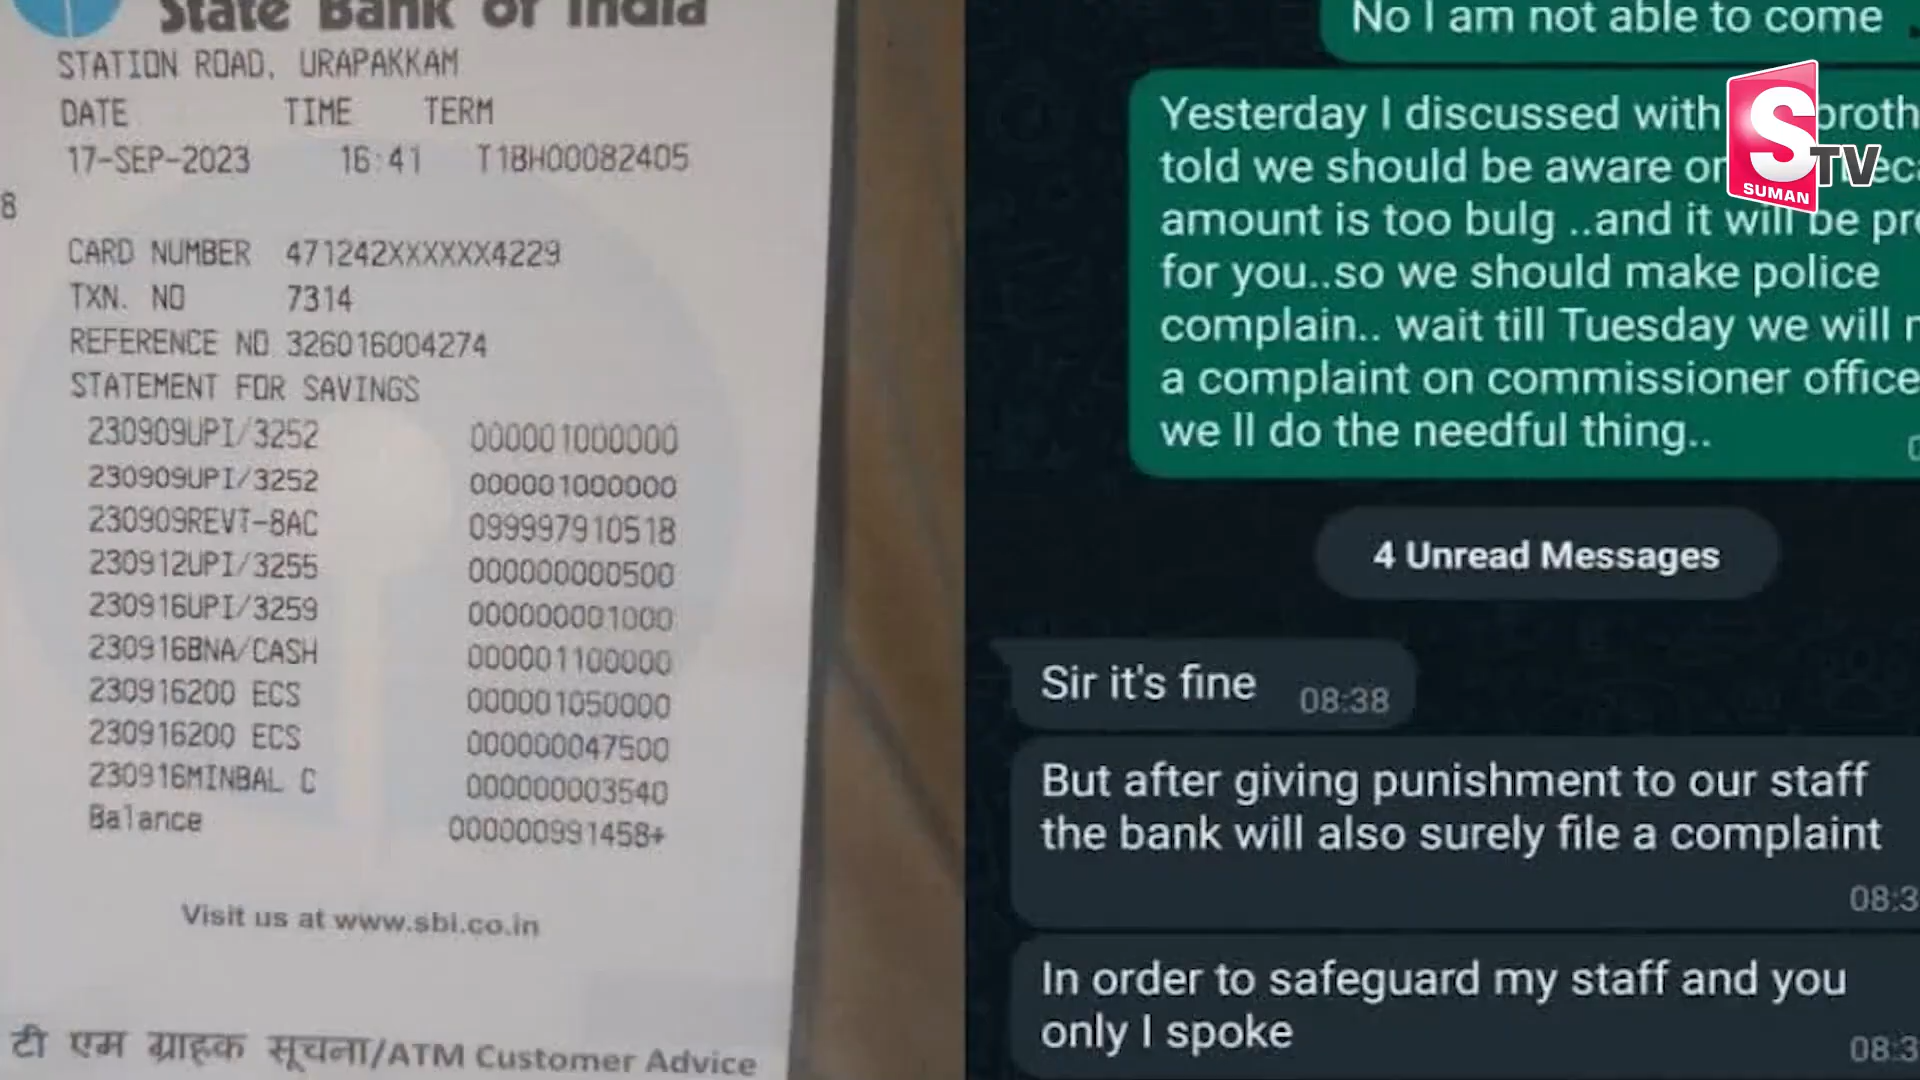 State Bank of India
STATION ROAD, URAPAKKAM
DATE TIME TERM
17-SEP-2023 16:41 T1BH00082405
8
CARD NUMBER 471242XXXXXX4229
TXN. NO 7314
REFERENCE NO 326016004274
STATEMENT FOR SAVINGS
230909UPI/3252 000001000000
230909UPI/3252 000001000000
230909REVT-8AC 099997910518
230912UPI/3255 000000000500
230916UPI/3259 000000001000
230916BNA/CASH 000001100000
230916200 ECS 000001050000
230916200 ECS 000000047500
230916MINBAL C 000000003540
Balance 000000991458+
Visit us at www.sbi.co.in
टी एम ग्राहक सूचना/ATM Customer Advice
No I am not able to come
Yesterday I discussed with
told we should be aware
amount is too bulg ..and it will be
for you..so we should make police
complain.. wait till Tuesday we will
a complaint on commissioner office
we ll do the needful thing..
4 Unread Messages
Sir it's fine 08:38
But after giving punishment to our staff
the bank will also surely file a complaint
08:3
In order to safeguard my staff and you
only I spoke
08:3
S
SUMAN
TV